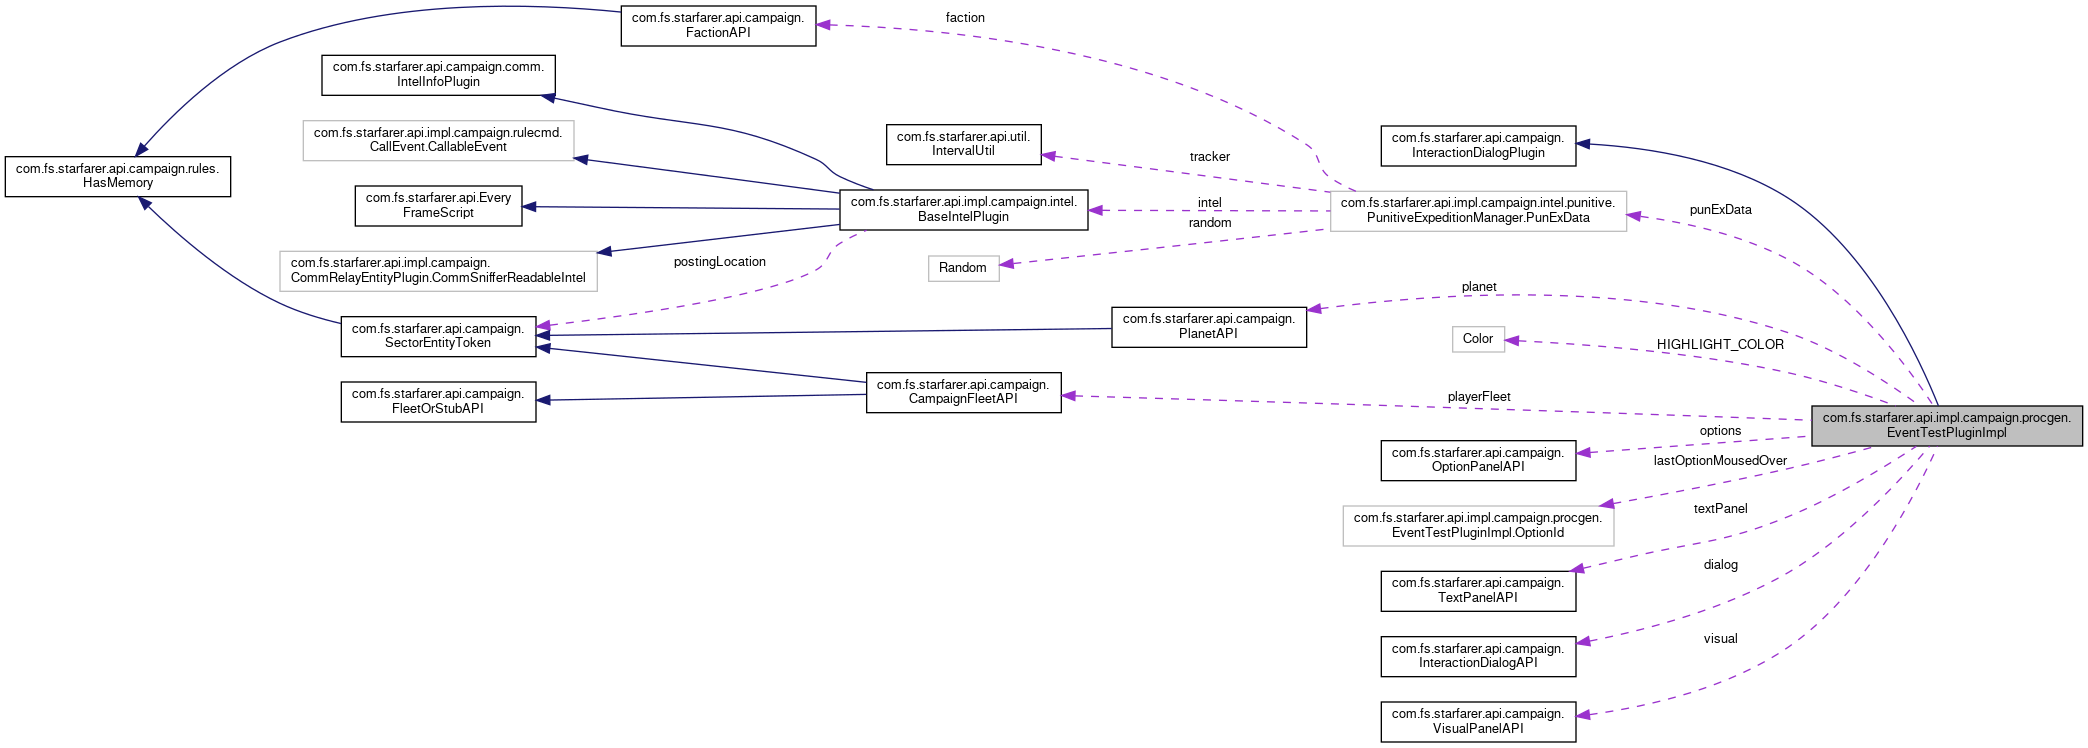 com.fs.starfarer.api.campaign.
FactionAPI
faction
com.fs.starfarer.api.campaign.comm.
IntelInfoPlugin
com.fs.starfarer.api.impl.campaign.rulecmd.
CallEvent.CallableEvent
com.fs.starfarer.api.util.
IntervalUtil
tracker
com.fs.starfarer.api.campaign.
InteractionDialogPlugin
com.fs.starfarer.api.campaign.rules.
HasMemory
com.fs.starfarer.api.Every
FrameScript
com.fs.starfarer.api.impl.campaign.intel.
BaseIntelPlugin
intel
random
com.fs.starfarer.api.impl.campaign.intel.punitive.
PunitiveExpeditionManager.PunExData
punExData
com.fs.starfarer.api.impl.campaign.
CommRelayEntityPlugin.CommSnifferReadableIntel
postingLocation
Random
planet
com.fs.starfarer.api.campaign.
SectorEntityToken
com.fs.starfarer.api.campaign.
PlanetAPI
Color
HIGHLIGHT_COLOR
com.fs.starfarer.api.campaign.
FleetOrStubAPI
com.fs.starfarer.api.campaign.
CampaignFleetAPI
playerFleet
com.fs.starfarer.api.impl.campaign.procgen.
EventTestPluginImpl
options
com.fs.starfarer.api.campaign.
OptionPanelAPI
lastOptionMousedOver
com.fs.starfarer.api.impl.campaign.procgen.
EventTestPluginImpl.OptionId
textPanel
com.fs.starfarer.api.campaign.
TextPanelAPI
dialog
com.fs.starfarer.api.campaign.
InteractionDialogAPI
visual
com.fs.starfarer.api.campaign.
VisualPanelAPI